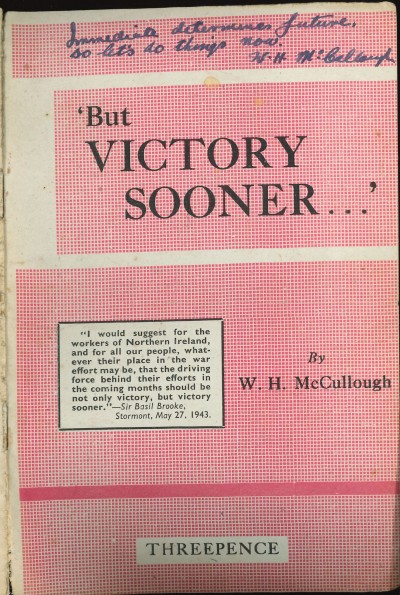 Immediate determines future,
so lets do things now.
W. H. McCullough
'But
VICTORY
SOONER...'
"I would suggest for the
workers of Northern Ireland,
and for all our people, what-
ever their place in the war
effort may be, that the driving
force behind their efforts in
the coming months should be
not only victory, but victory
sooner."—Sir Basil Brooke,
Stormont, May 27, 1943.
By
W. H. McCullough
THREEPENCE